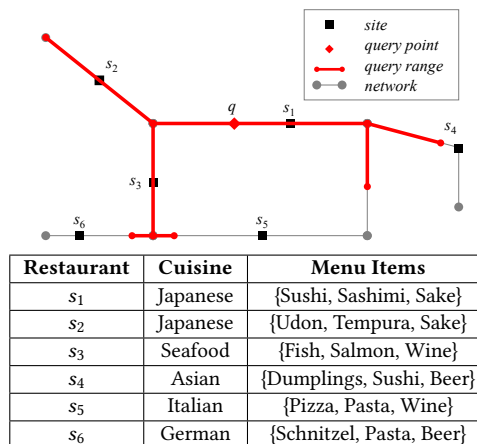 site
query point
query range
network
s2
q
s1
s4
s3
s6
s5
Restaurant Cuisine Menu Items
s1 Japanese {Sushi, Sashimi, Sake}
s2 Japanese {Udon, Tempura, Sake}
s3 Seafood {Fish, Salmon, Wine}
s4 Asian {Dumplings, Sushi, Beer}
s5 Italian {Pizza, Pasta, Wine}
s6 German {Schnitzel, Pasta, Beer}